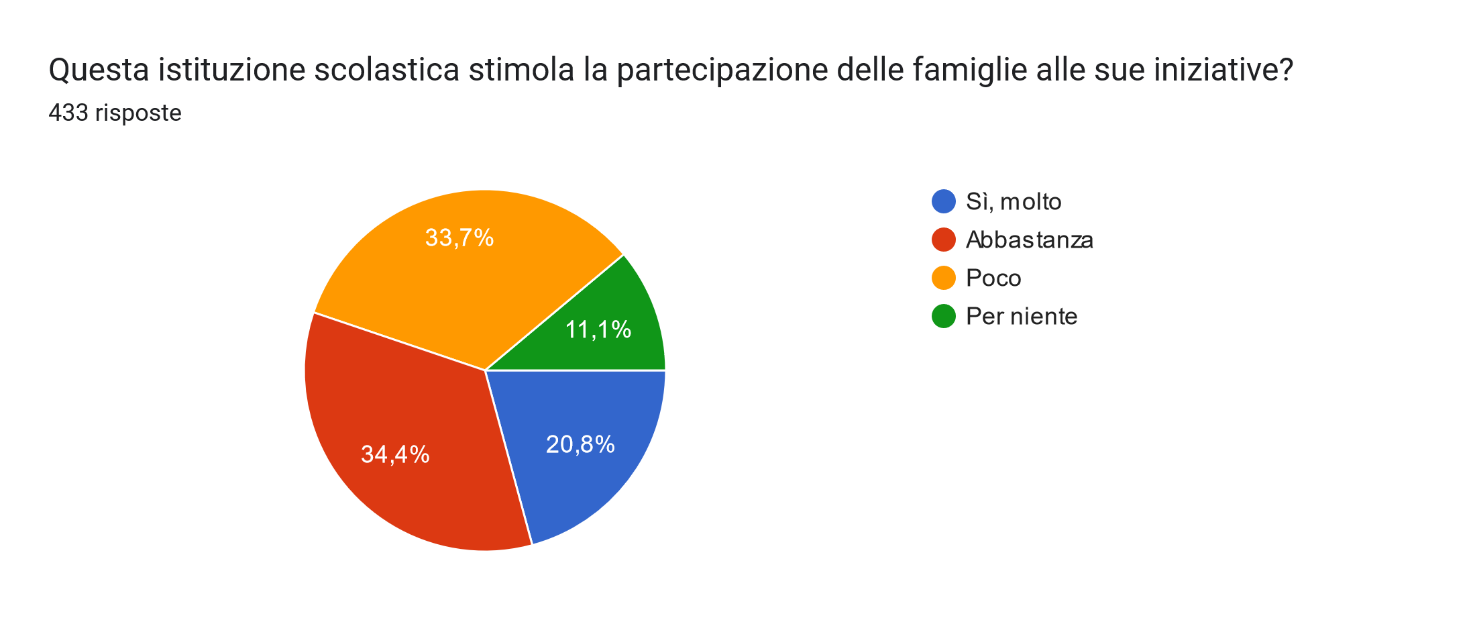 Questa istituzione scolastica stimola la partecipazione delle famiglie alle sue iniziative?
433 risposte
33,7%
11,1%
34,4%
20,8%
Sì, molto
Abbastanza
Poco
Per niente